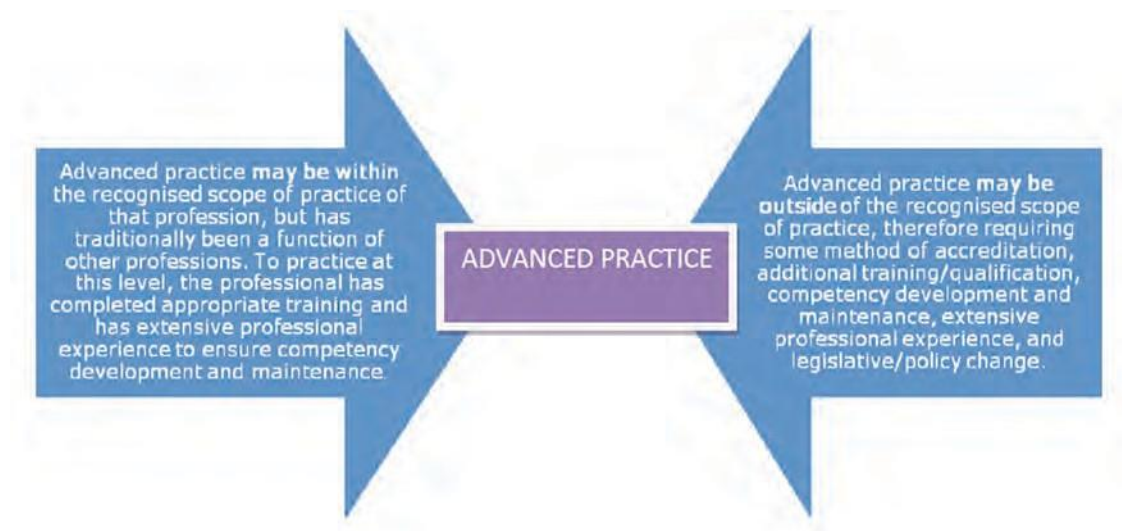 Advanced practice may be within
the recognised scope of practice of
that profession, but has
traditionally been a function of
other professions. To practice at
this level, the professional has
completed appropriate training and
has extensive professional
experience to ensure competency
development and maintenance.
ADVANCED PRACTICE
Advanced practice may be
outside of the recognised scope
of practice, therefore requiring
some method of accreditation,
additional training/qualification,
competency development and
maintenance, extensive
professional experience, and
legislative/policy change.